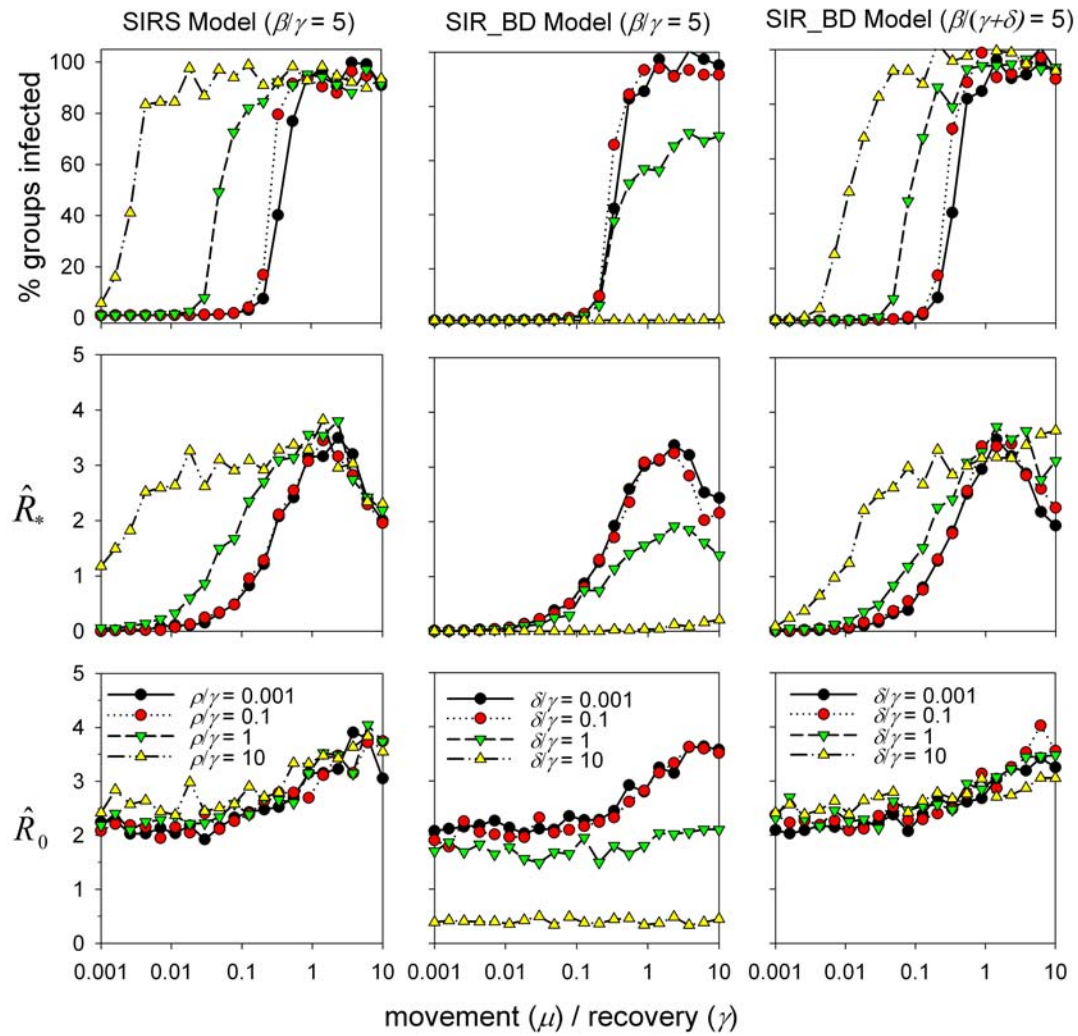 SIRS Model (β/γ = 5)
SIR_BD Model (β/γ = 5)
SIR_BD Model (β/(γ+δ) = 5)
% groups infected
100
80
60
40
20
0
R̂*
5
4
3
2
1
0
R̂0
5
4
3
2
1
0
ρ/γ = 0.001
ρ/γ = 0.1
ρ/γ = 1
ρ/γ = 10
δ/γ = 0.001
δ/γ = 0.1
δ/γ = 1
δ/γ = 10
δ/γ = 0.001
δ/γ = 0.1
δ/γ = 1
δ/γ = 10
0.001 0.01 0.1 1 10
0.001 0.01 0.1 1 10
0.001 0.01 0.1 1 10
movement (μ) / recovery (γ)